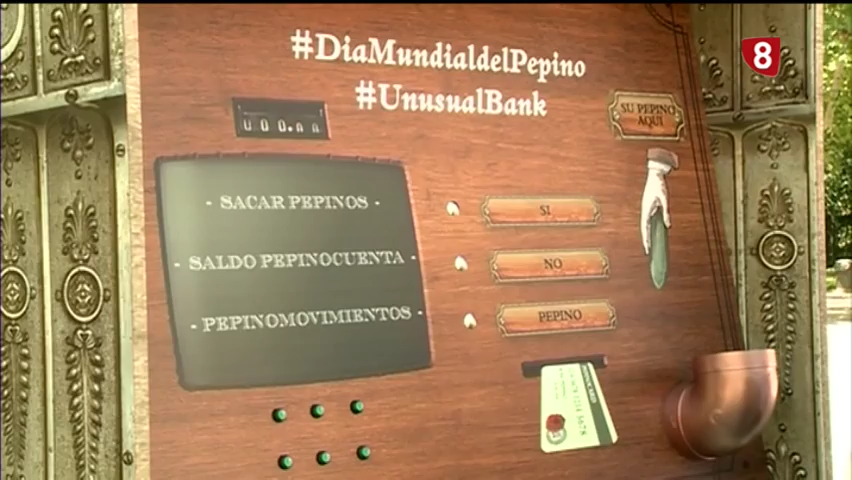 #DiaMundialdelPepino
#UnusualBank
8
SU PEPINO
AQUI
- SACAR PEPINOS -
- SALDO PEPINOCUENTA -
- PEPINOMOVIMIENTOS -
SI
NO
PEPINO